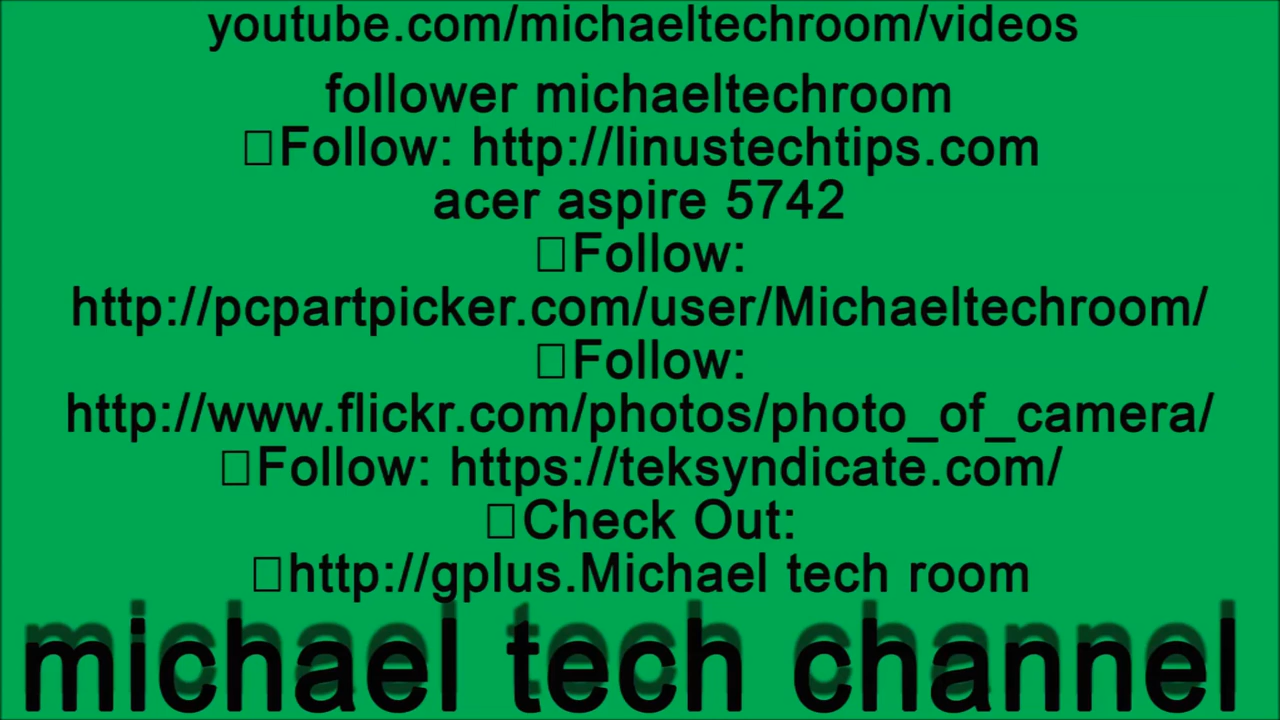 youtube.com/michaeltechroom/videos
follower michaeltechroom
□Follow: http://linustechtips.com
acer aspire 5742
□Follow:
http://pcpartpicker.com/user/Michaeltechroom/
□Follow:
http://www.flickr.com/photos/photo_of_camera/
□Follow: https://teksyndicate.com/
□Check Out:
□http://gplus.Michael tech room
michael tech channel